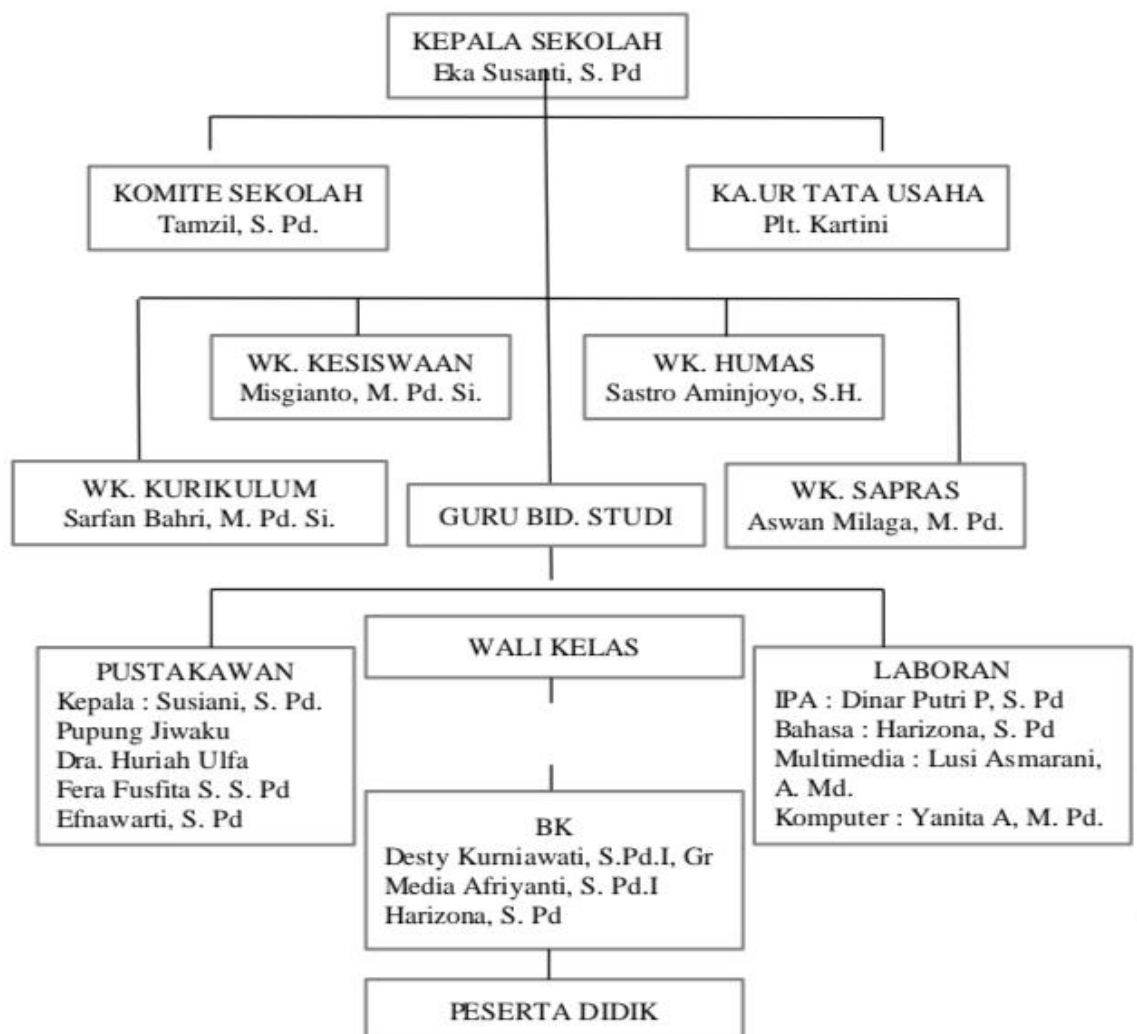 KEPALA SEKOLAH
Eka Susanti, S. Pd
KOMITE SEKOLAH
Tamzil, S. Pd.
KA.UR TATA USAHA
Plt. Kartini
WK. KESISWAAN
Misgianto, M. Pd. Si.
WK. HUMAS
Sastro Aminjoyo, S.H.
WK. KURIKULUM
Sarfan Bahri, M. Pd. Si.
GURU BID. STUDI
WK. SAPRAS
Aswan Milaga, M. Pd.
PUSTAKAWAN
Kepala : Susiani, S. Pd.
Pupung Jiwaku
Dra. Huriah Ulfa
Fera Fusfita S. S. Pd
Efnawarti, S. Pd
WALI KELAS
LABORAN
IPA : Dinar Putri P, S. Pd
Bahasa : Harizona, S. Pd
Multimedia : Lusi Asmarani,
A. Md.
Komputer : Yanita A, M. Pd.
BK
Desty Kurniawati, S.Pd.I, Gr
Media Afriyanti, S. Pd.I
Harizona, S. Pd
PESERTA DIDIK